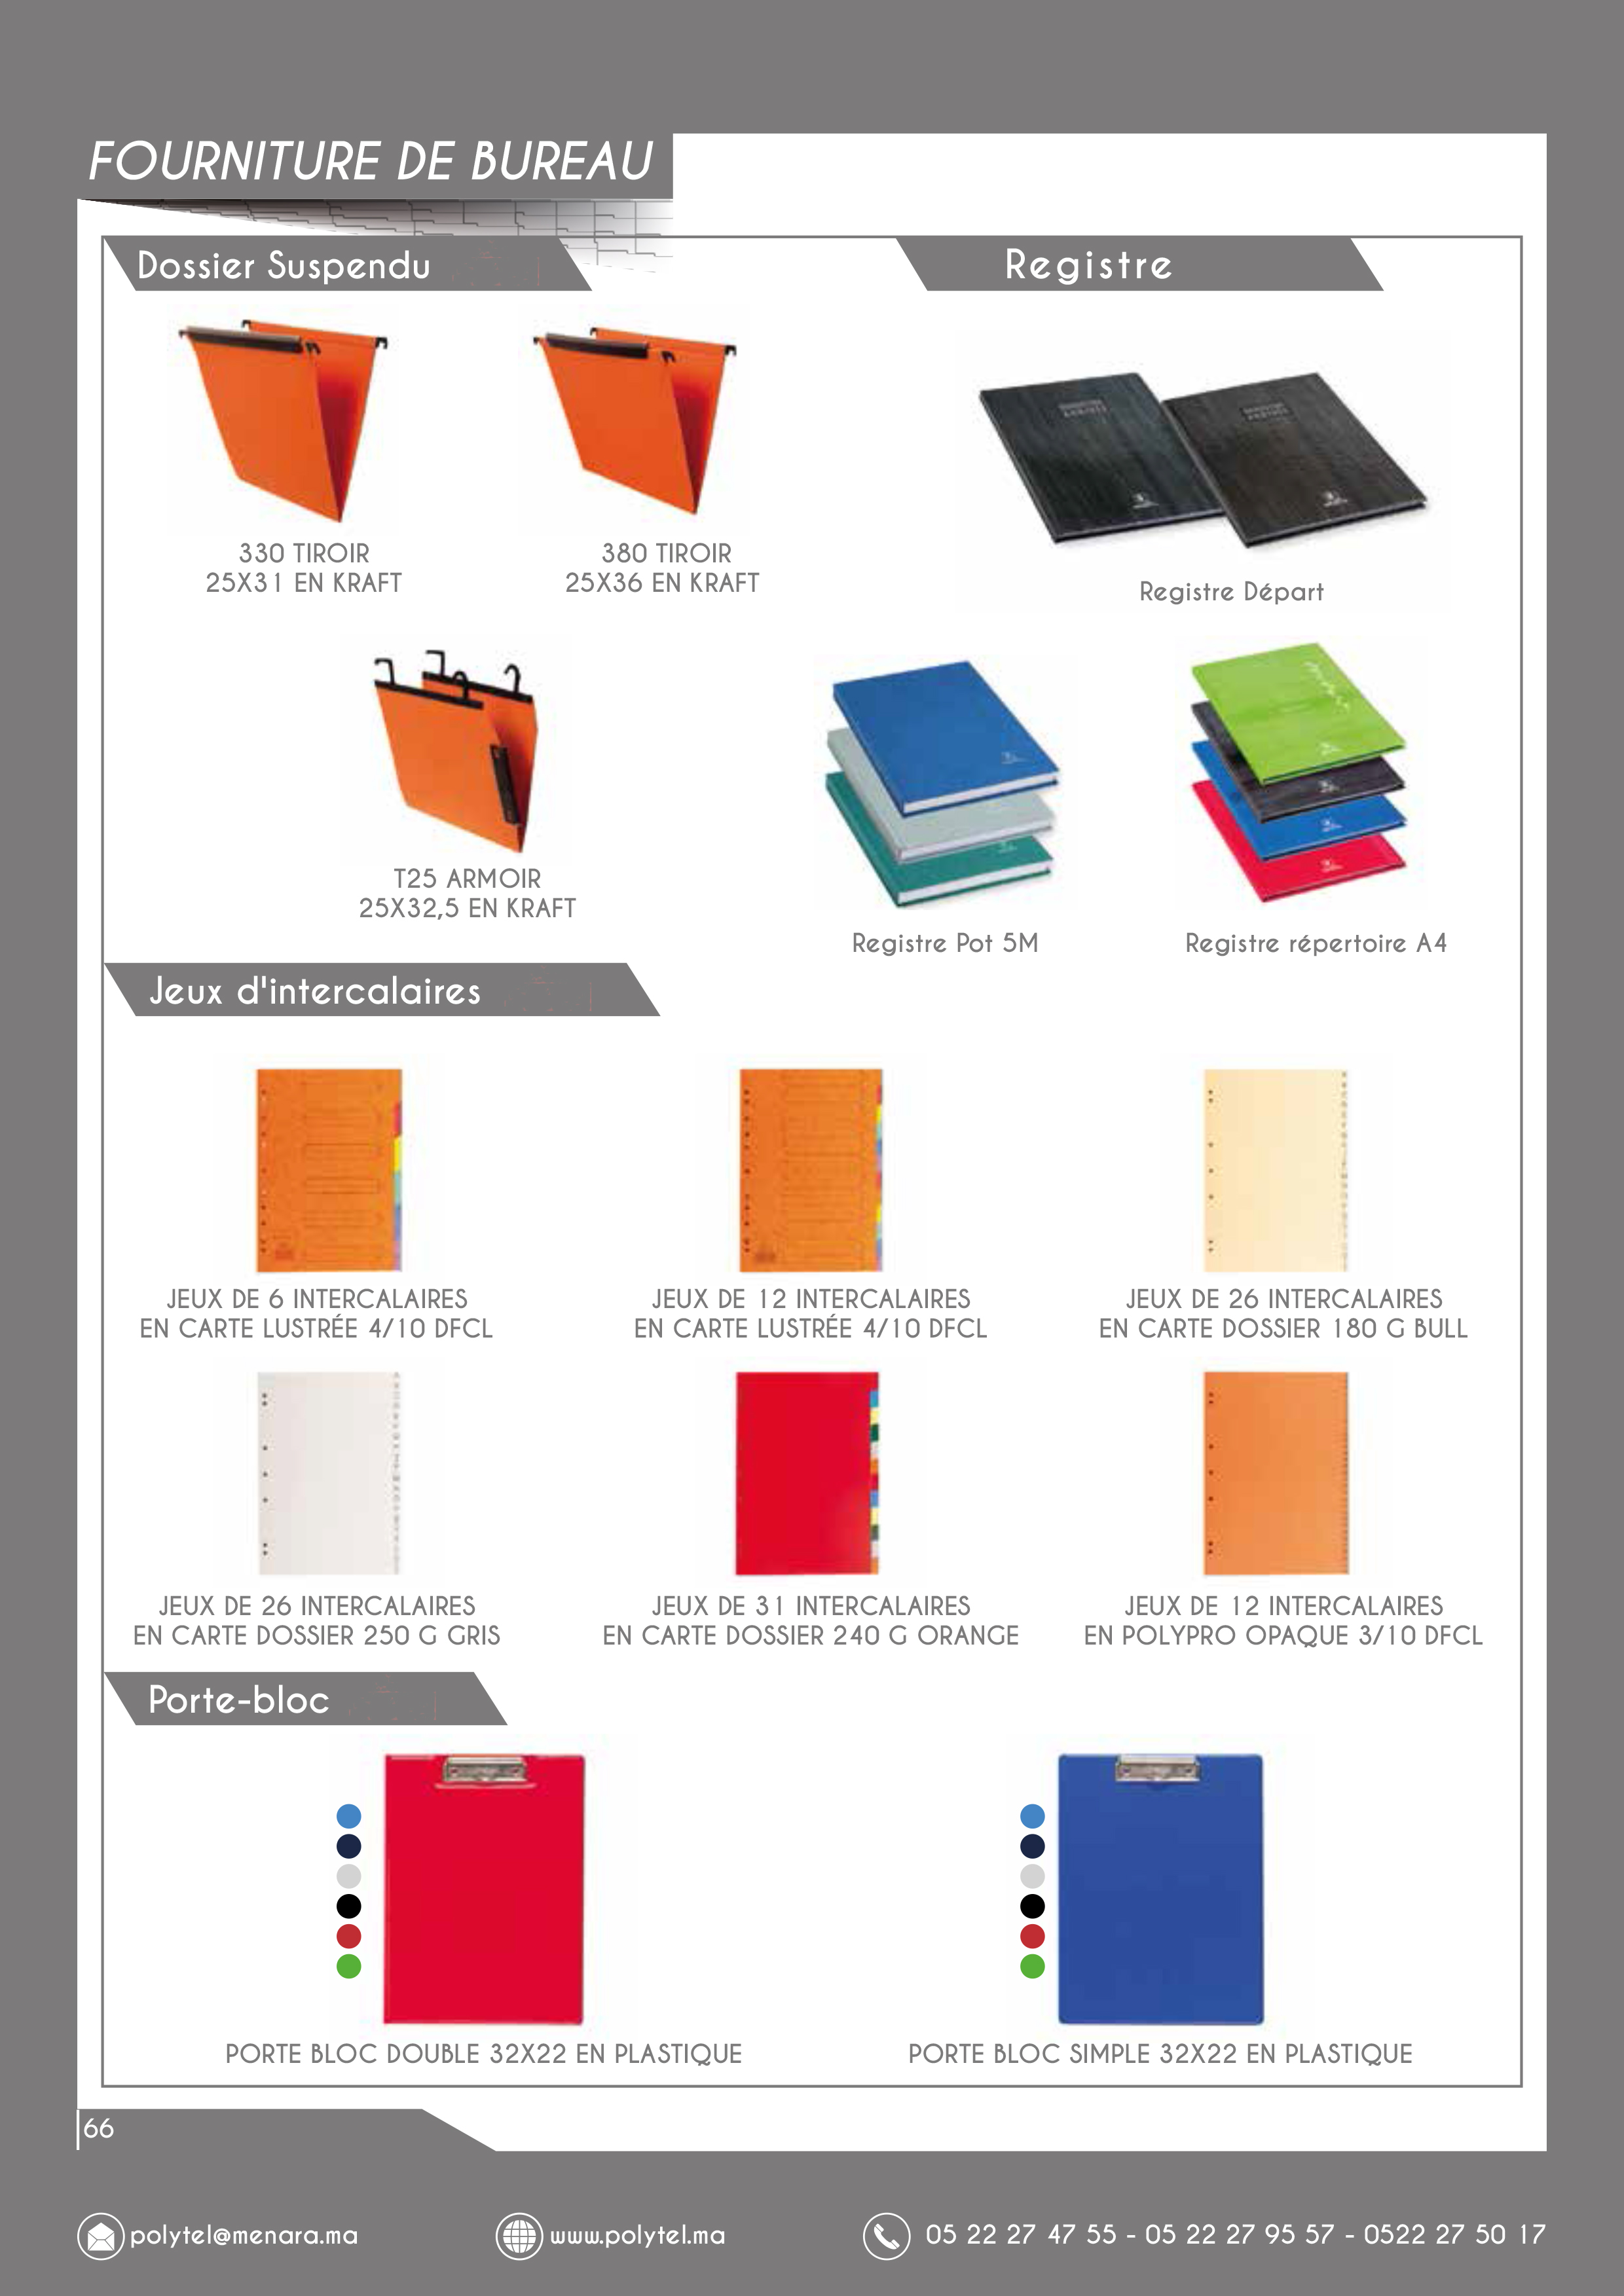 FOURNITURE DE BUREAU
Dossier Suspendu
Registre
330 TIROIR
25X31 EN KRAFT
380 TIROIR
25X36 EN KRAFT
Registre Départ
T25 ARMOIR
25X32,5 EN KRAFT
Registre Pot 5M
Registre répertoire A4
Jeux d'intercalaires
JEUX DE 6 INTERCALAIRES
EN CARTE LUSTRÉE 4/10 DFCL
JEUX DE 12 INTERCALAIRES
EN CARTE LUSTRÉE 4/10 DFCL
JEUX DE 26 INTERCALAIRES
EN CARTE DOSSIER 180 G BULL
JEUX DE 26 INTERCALAIRES
EN CARTE DOSSIER 250 G GRIS
JEUX DE 31 INTERCALAIRES
EN CARTE DOSSIER 240 G ORANGE
JEUX DE 12 INTERCALAIRES
EN POLYPRO OPAQUE 3/10 DFCL
Porte-bloc
PORTE BLOC DOUBLE 32X22 EN PLASTIQUE
PORTE BLOC SIMPLE 32X22 EN PLASTIQUE
66
polytel@menara.ma
www.polytel.ma
05 22 27 47 55 - 05 22 27 95 57 - 0522 27 50 17